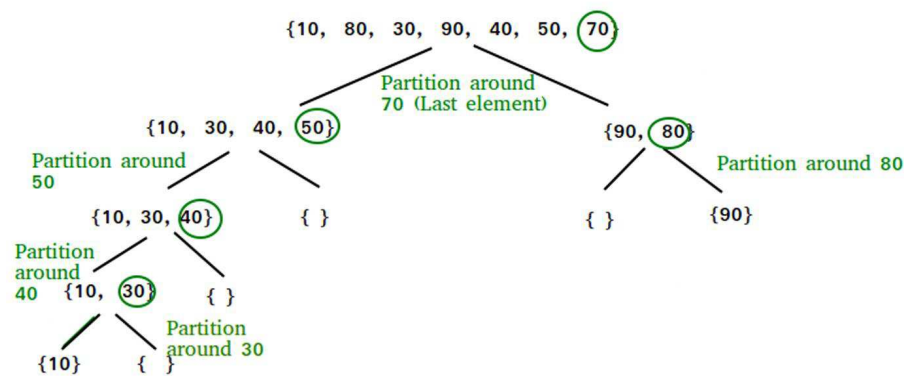 {10, 80, 30, 90, 40, 50, 70}
Partition around
70 (Last element)
{10, 30, 40, 50}
{90, 80}
Partition around
50
Partition around 80
{10, 30, 40}
{ }
{ }
{90}
Partition
around
40
{10, 30}
{ }
Partition
around 30
{10}
{ }